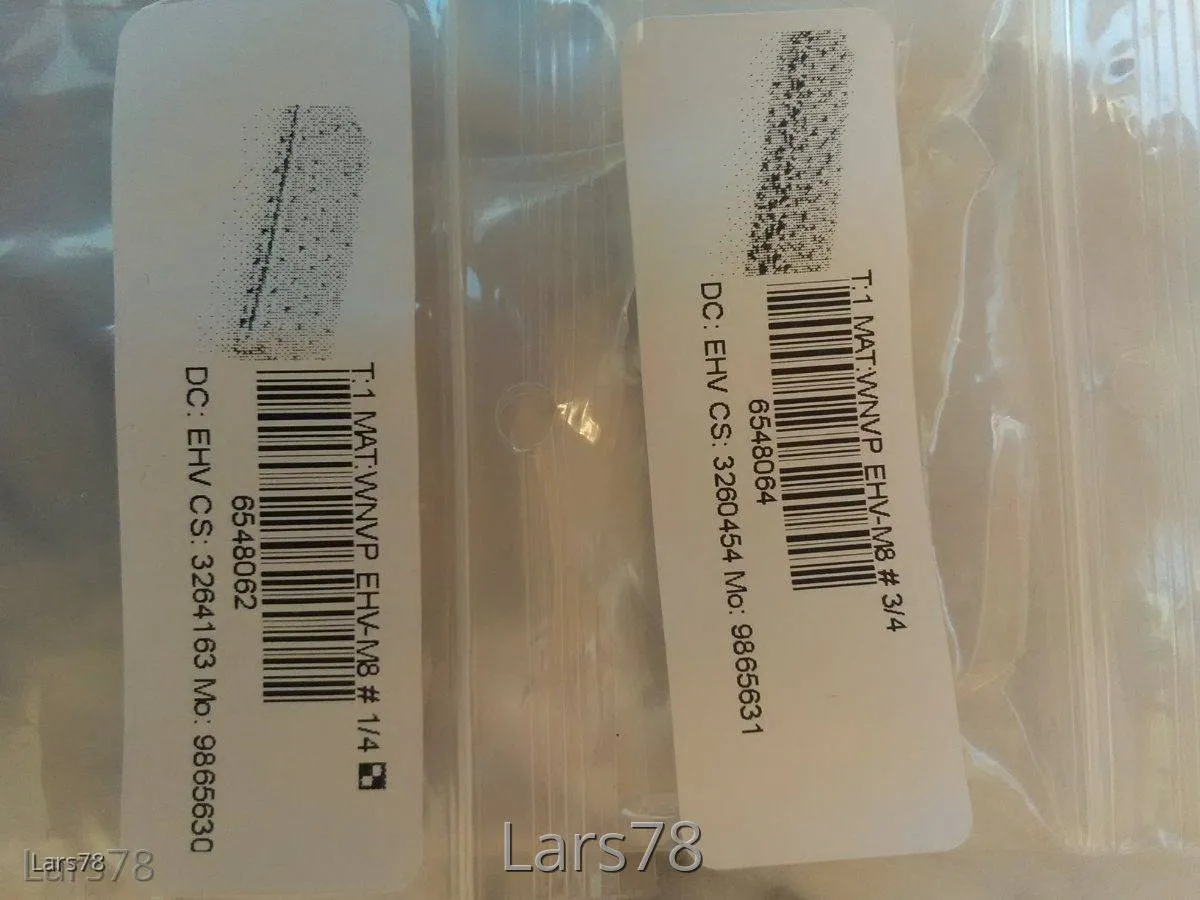 T:1 MAT:WNVP EHV-M8 # 1/4
6548062
DC: EHV CS: 3264163 Mo: 9865630
T:1 MAT:WNVP EHV-M8 # 3/4
6548064
DC: EHV CS: 3260454 Mo: 9865631
Lars78
Lars78
Lars78